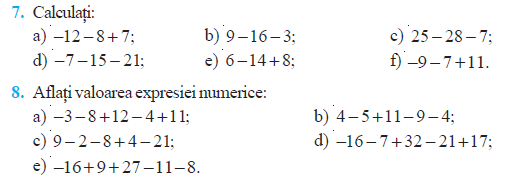 7. Calculați:
a) –12–8+7; b) 9–16–3; c) 25–28–7;
d) –7–15–21; e) 6–14+8; f) –9–7+11.
8. Aflați valoarea expresiei numerice:
a) –3–8+12–4+11; b) 4–5+11–9–4;
c) 9–2–8+4–21; d) –16–7+32–21+17;
e) –16+9+27–11–8.